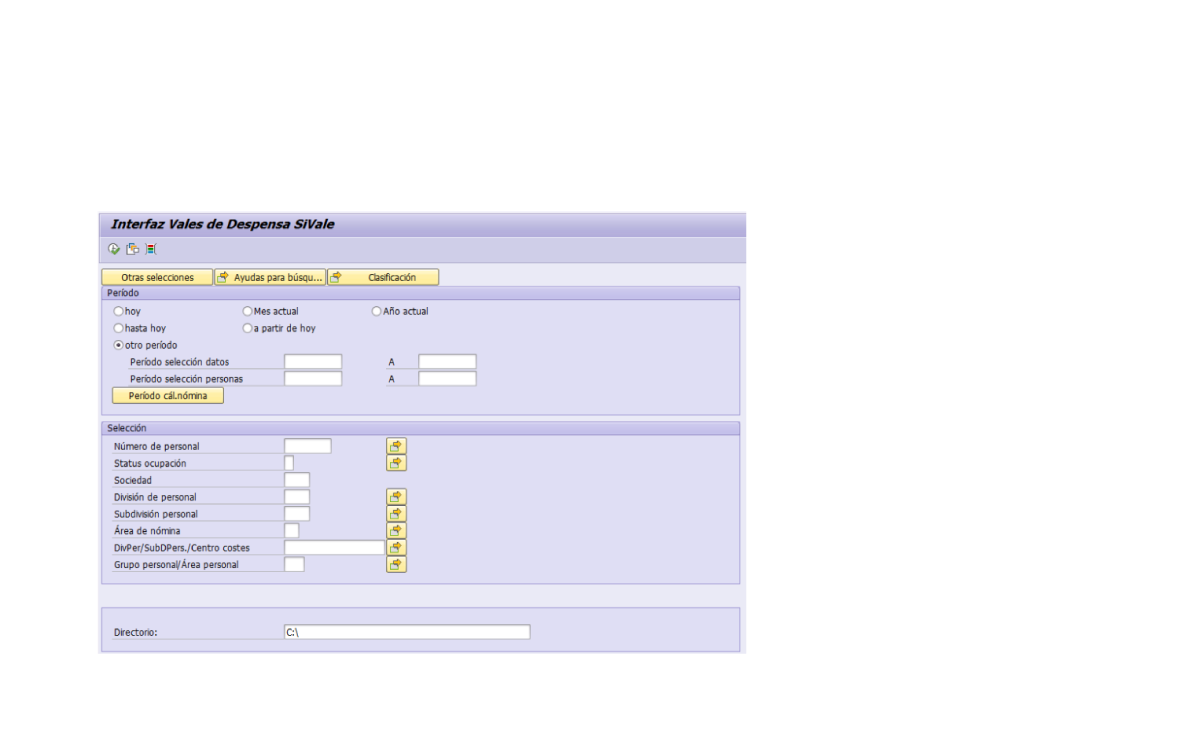 Interfaz Vales de Despensa SiVale
Otras selecciones Ayudas para búsqu... Clasificación
Período
hoy Mes actual Año actual
hasta hoy a partir de hoy
otro período
Período selección datos A
Período selección personas A
Período cál.nómina
Selección
Número de personal
Status ocupación
Sociedad
División de personal
Subdivisión personal
Área de nómina
DivPer/SubDPers./Centro costes
Grupo personal/Área personal
Directorio: C:\